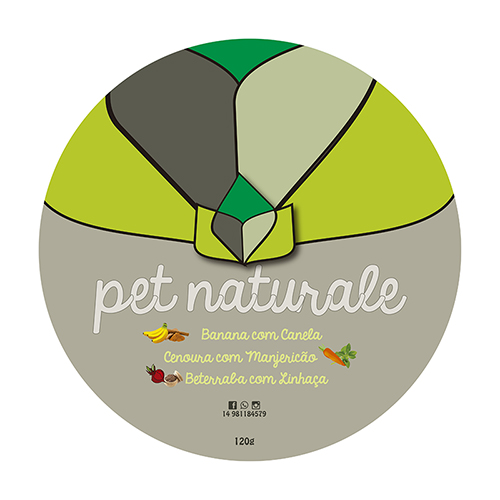 pet naturale
Banana com Canela
Cenoura com Manjericão
Beterraba com Linhaça
14 981184579
120g